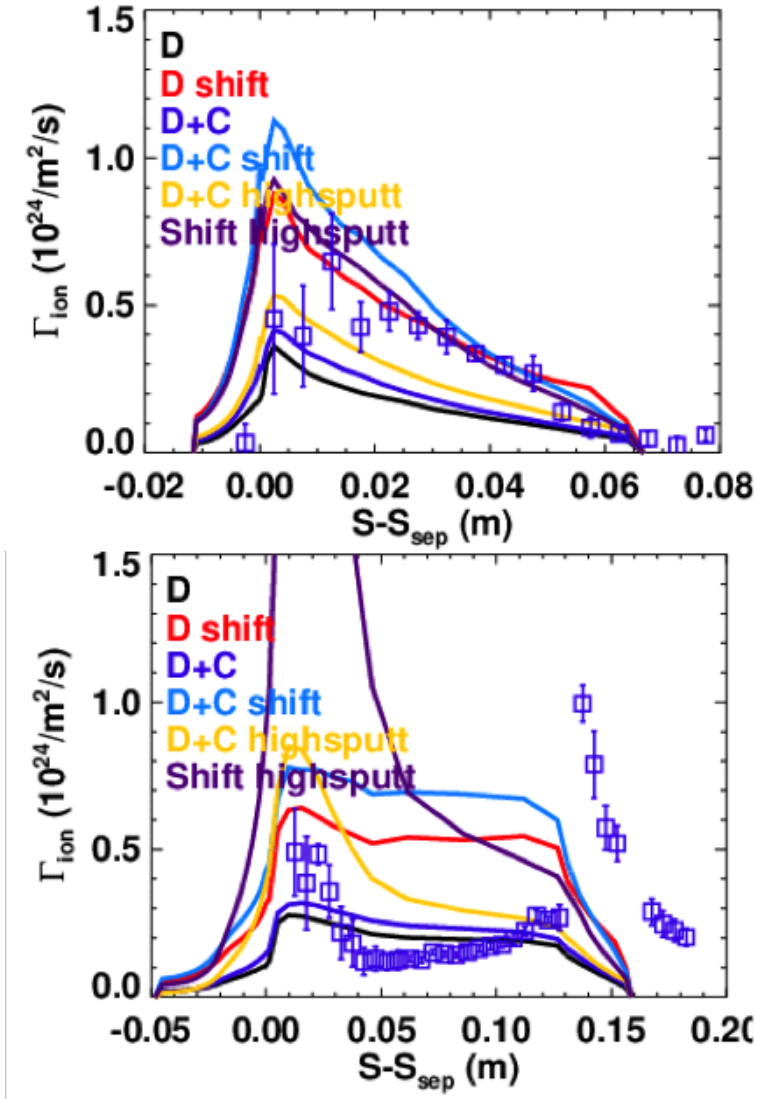 1.5
D
D shift
D+C
1.0
D+C shift
D+C highsputt
Shift highsputt
0.5
0.0
Γion (10²⁴/m²/s)
-0.02 0.00 0.02 0.04 0.06 0.08
S-Ssep (m)
1.5
D
D shift
D+C
1.0
D+C shift
D+C highsputt
Shift highsputt
0.5
0.0
Γion (10²⁴/m²/s)
-0.05 0.00 0.05 0.10 0.15 0.20
S-Ssep (m)